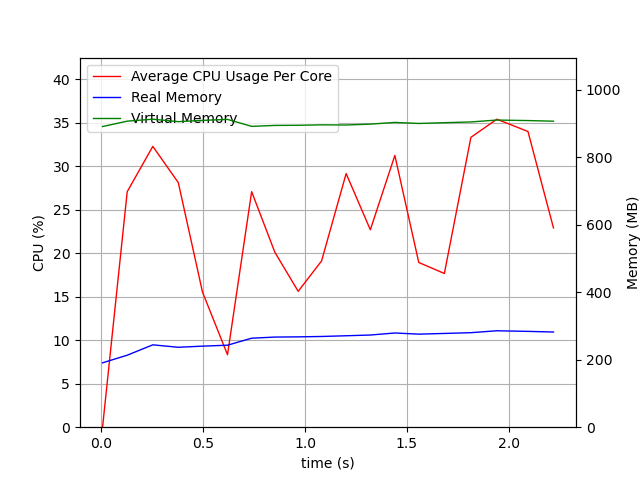 Average CPU Usage Per Core
Real Memory
Virtual Memory
CPU (%)
40
35
30
25
20
15
10
5
0
Memory (MB)
1000
800
600
400
200
0
0.0 0.5 1.0 1.5 2.0
time (s)